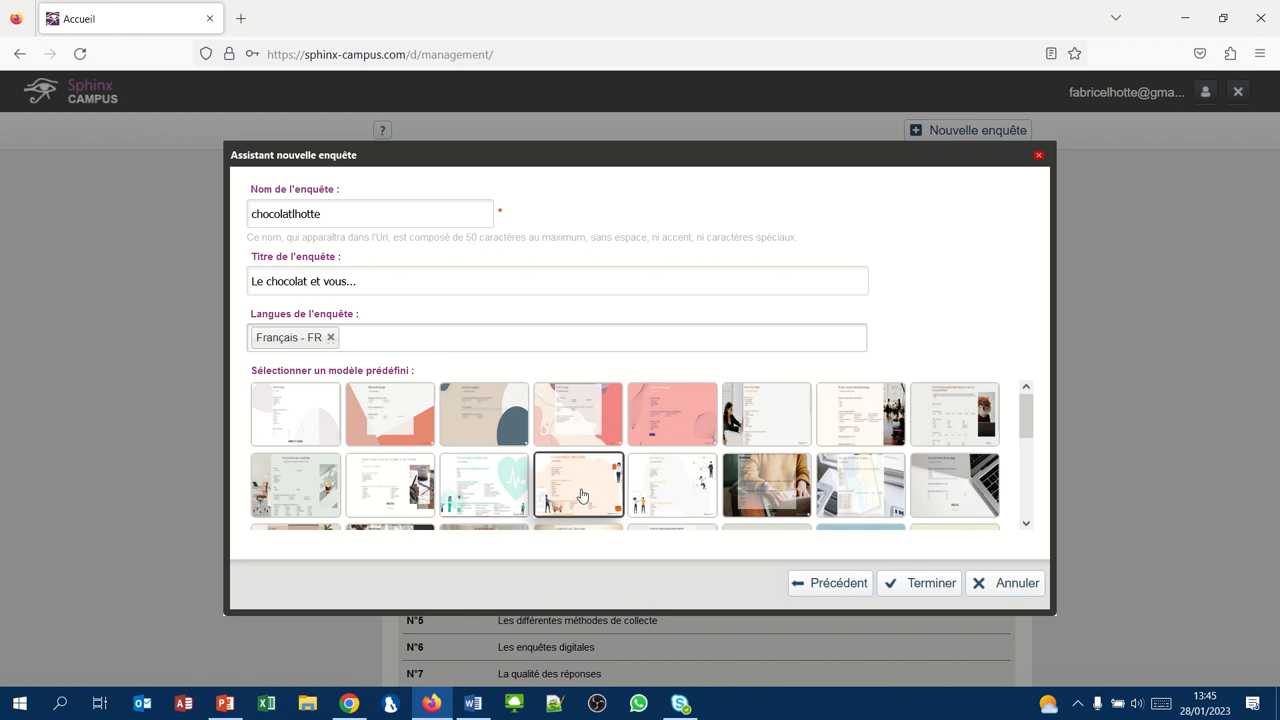 Accueil
https://sphinx-campus.com/d/management/
Sphinx
CAMPUS
fabricelhotte@gma...
?
Nouvelle enquête
Assistant nouvelle enquête
Nom de l'enquête :
chocolatlhotte
*
Ce nom, qui apparaîtra dans l'Url, est composé de 50 caractères au maximum, sans espace, ni accent, ni caractères spéciaux.
Titre de l'enquête :
Le chocolat et vous...
Langues de l'enquête :
Français - FR
Sélectionner un modèle prédéfini :
Précédent
Terminer
Annuler
N°5 Les différentes méthodes de collecte
N°6 Les enquêtes digitales
N°7 La qualité des réponses
13:45
28/01/2023